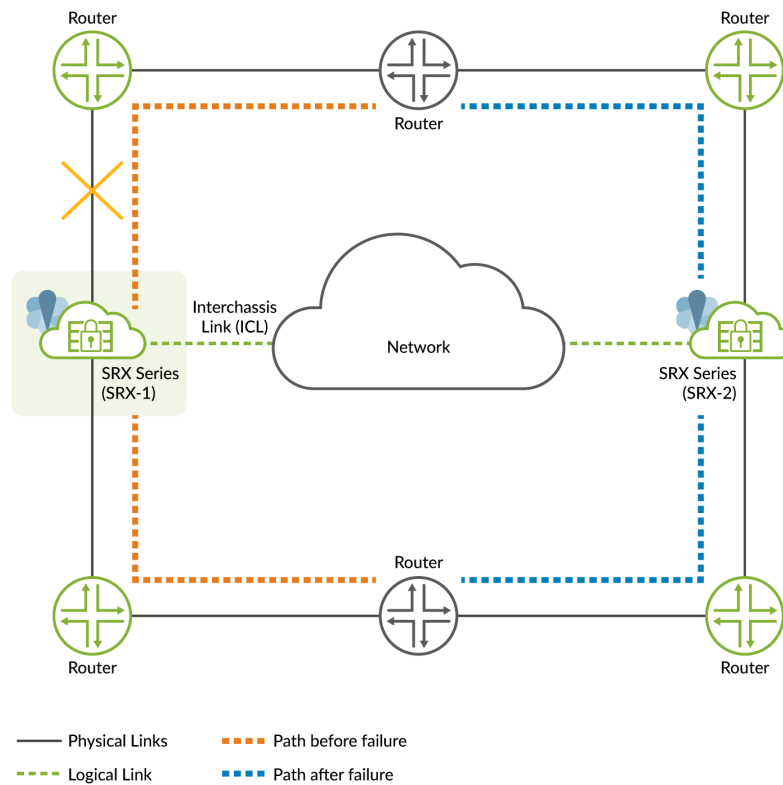 Router
Router
Router
Interchassis
Link (ICL)
Network
SRX Series
(SRX-1)
SRX Series
(SRX-2)
Router
Router
Router
Physical Links
Path before failure
Logical Link
Path after failure